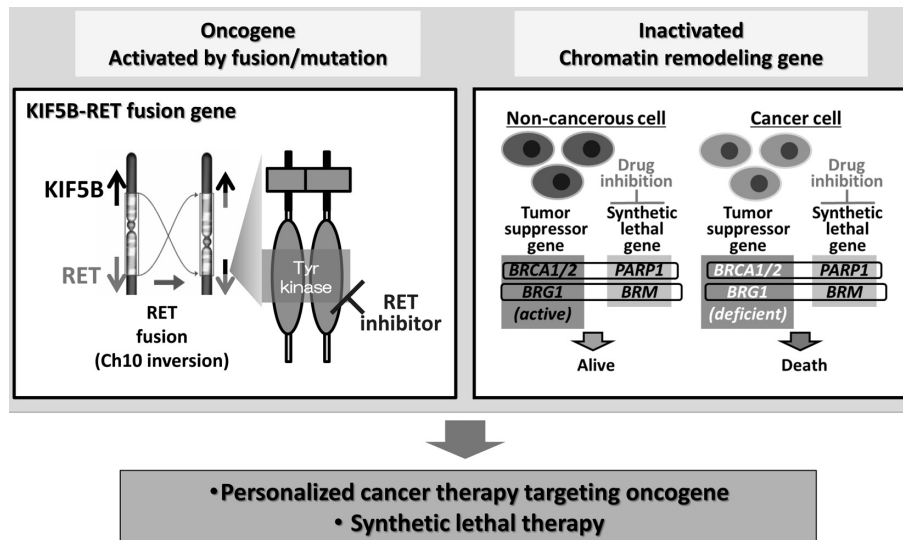 Oncogene
Activated by fusion/mutation
KIF5B-RET fusion gene
KIF5B
RET
RET
fusion
(Ch10 inversion)
Tyr
kinase
RET
inhibitor
Inactivated
Chromatin remodeling gene
Non-cancerous cell
Drug
inhibition
Tumor
suppressor
gene
Synthetic
lethal
gene
BRCA1/2 PARP1
BRG1 BRM
(active)
Alive
Cancer cell
Drug
inhibition
Tumor
suppressor
gene
Synthetic
lethal
gene
BRCA1/2 PARP1
BRG1 BRM
(deficient)
Death
•Personalized cancer therapy targeting oncogene
• Synthetic lethal therapy